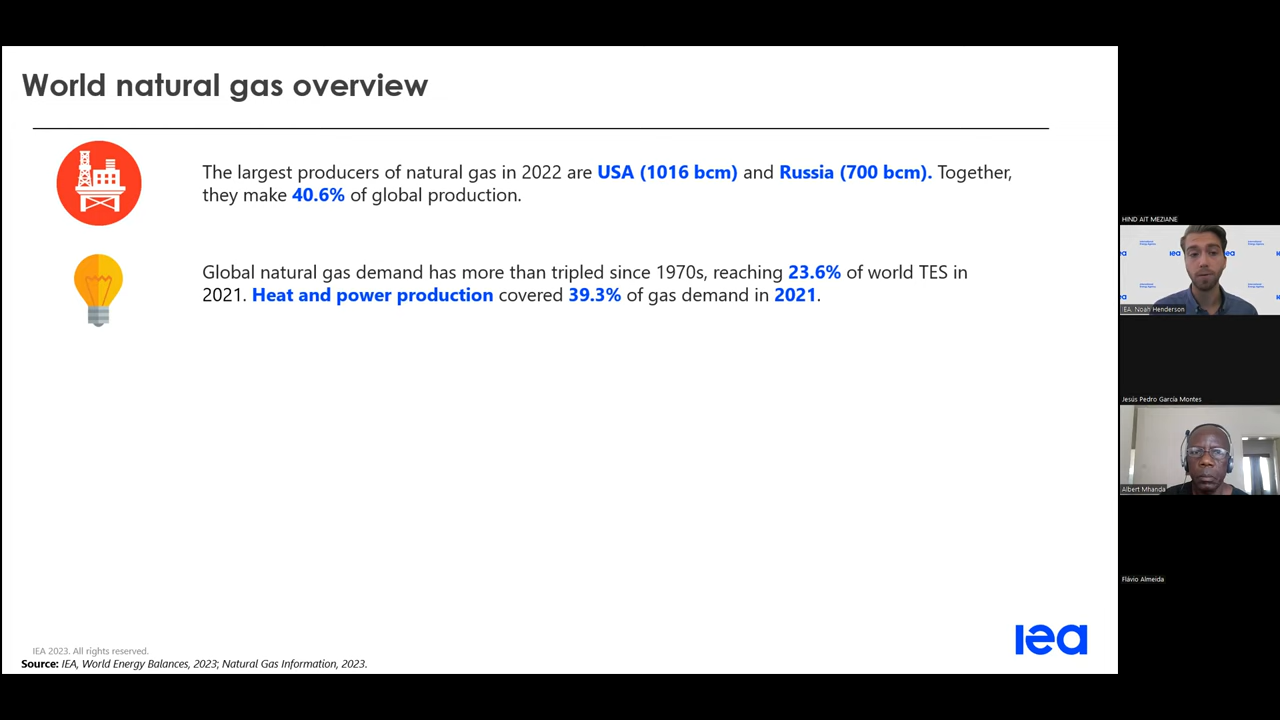 World natural gas overview
The largest producers of natural gas in 2022 are USA (1016 bcm) and Russia (700 bcm). Together,
they make 40.6% of global production.
Global natural gas demand has more than tripled since 1970s, reaching 23.6% of world TES in
2021. Heat and power production covered 39.3% of gas demand in 2021.
IEA 2023. All rights reserved.
Source: IEA, World Energy Balances, 2023; Natural Gas Information, 2023.
iea
HIND AIT MEZIANE
iea
EA. Noah Henderson
Jesús Pedro García Montes
Albert Mhanda
Flávio Almeida